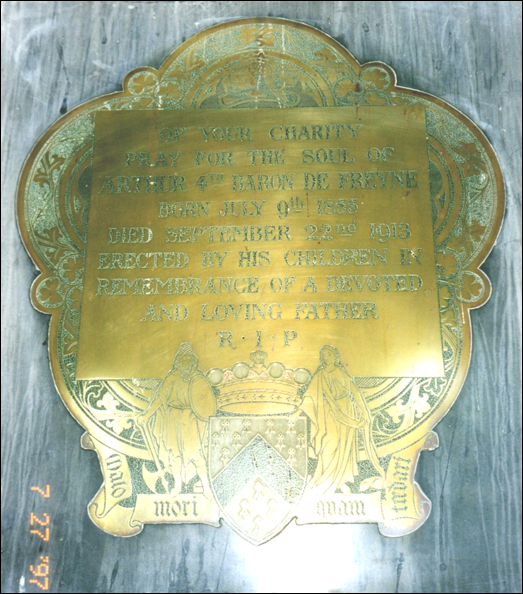 OF YOUR CHARITY
PRAY FOR THE SOUL OF
ARTHUR 4TH BARON DE FREYNE
BORN JULY 9th 1855
DIED SEPTEMBER 22nd 1913
ERECTED BY HIS CHILDREN IN
REMEMBRANCE OF A DEVOTED
AND LOVING FATHER
R·I·P
Malo mori quam fœdari
7 27 '97